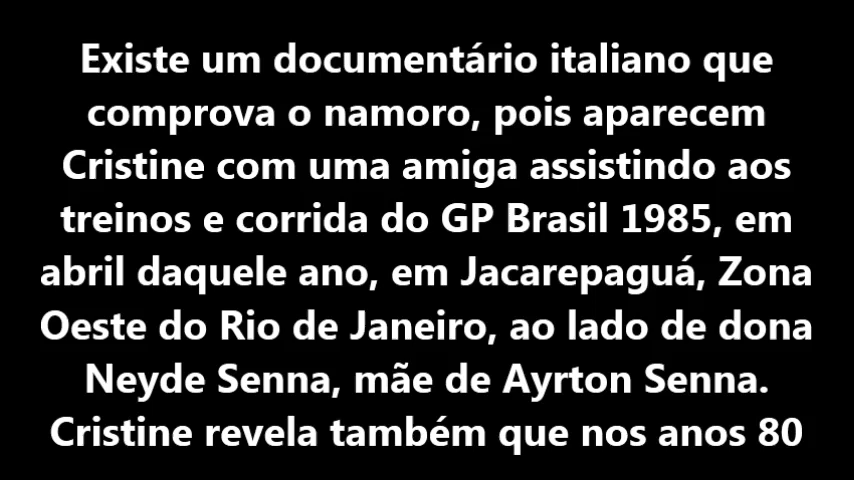 Existe um documentário italiano que
comprova o namoro, pois aparecem
Cristine com uma amiga assistindo aos
treinos e corrida do GP Brasil 1985, em
abril daquele ano, em Jacarepaguá, Zona
Oeste do Rio de Janeiro, ao lado de dona
Neyde Senna, mãe de Ayrton Senna.
Cristine revela também que nos anos 80